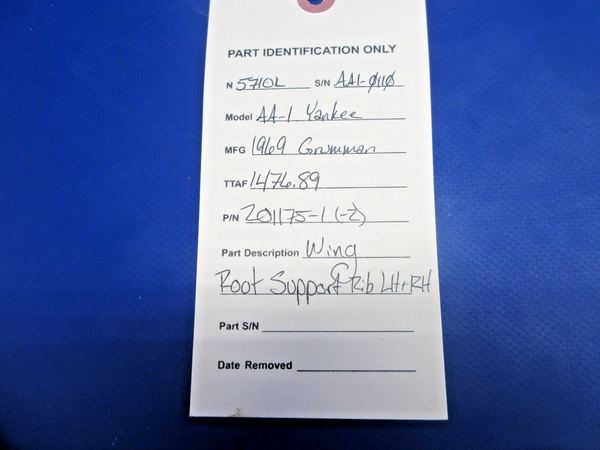 PART IDENTIFICATION ONLY
N 5710L S/N AA1-0110
Model AA-1 Yankee
MFG 1969 Grumman
TTAF 1476.89
P/N 201175-1 (-2)
Part Description Wing
Root Support Rib LH+RH
Part S/N
Date Removed